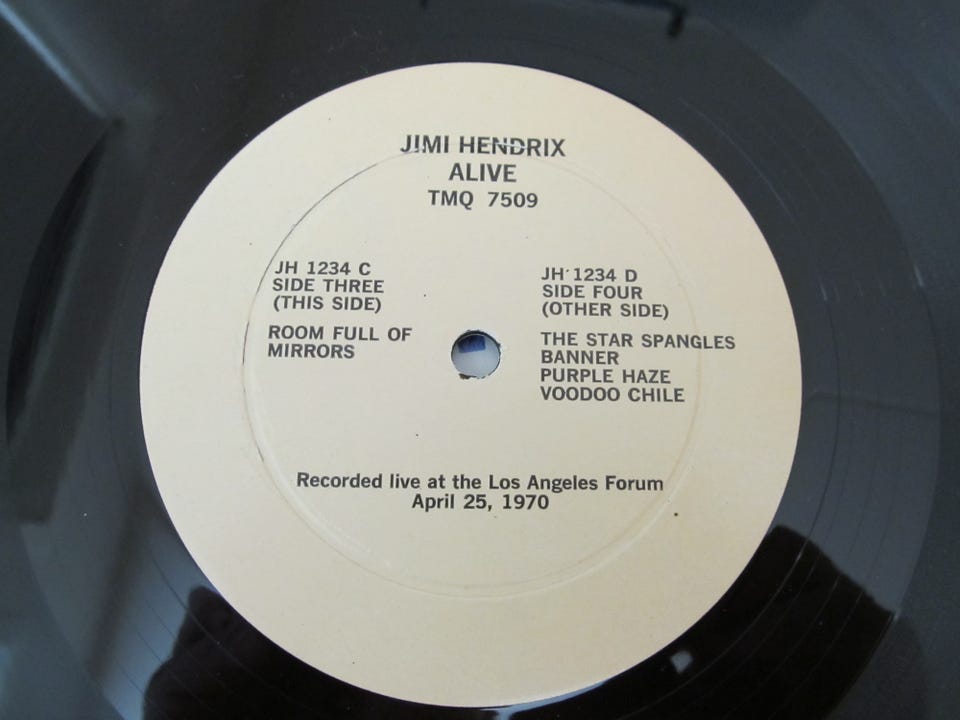 JIMI HENDRIX
ALIVE
TMQ 7509
JH 1234 C
SIDE THREE
(THIS SIDE)
ROOM FULL OF
MIRRORS
JH 1234 D
SIDE FOUR
(OTHER SIDE)
THE STAR SPANGLES
BANNER
PURPLE HAZE
VOODOO CHILE
Recorded live at the Los Angeles Forum
April 25, 1970